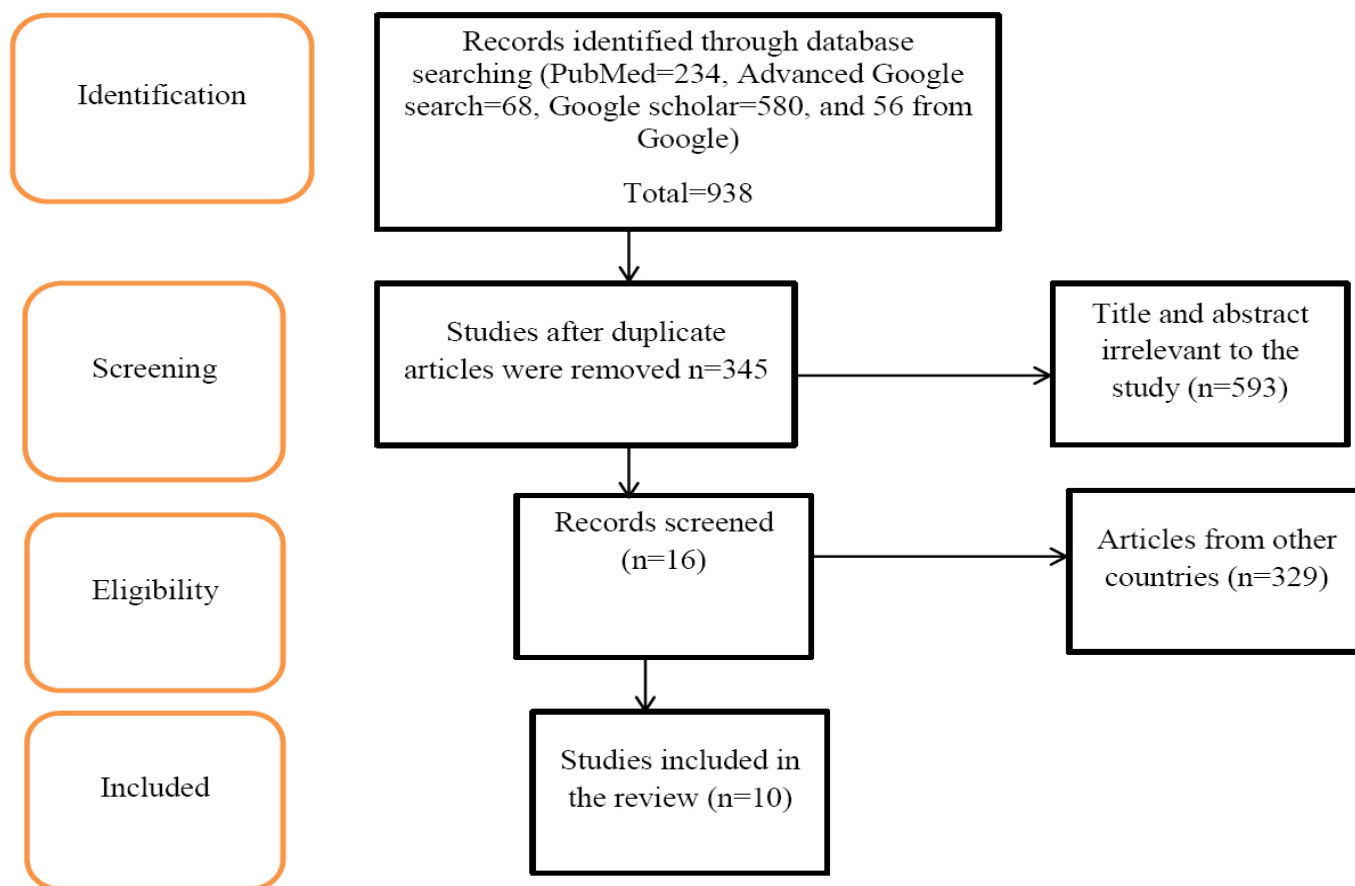 Identification
Records identified through database
searching (PubMed=234, Advanced Google
search=68, Google scholar=580, and 56 from
Google)
Total=938
Screening
Studies after duplicate
articles were removed n=345
Title and abstract
irrelevant to the
study (n=593)
Eligibility
Records screened
(n=16)
Articles from other
countries (n=329)
Included
Studies included in
the review (n=10)